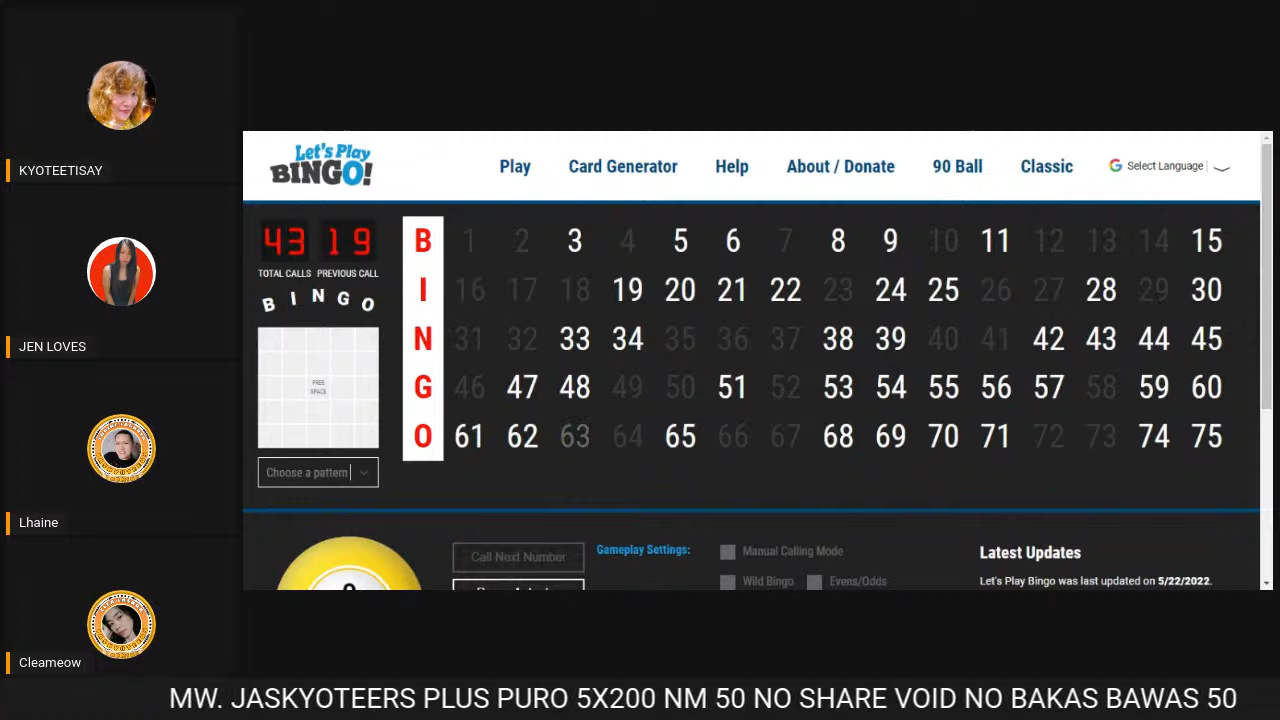 KYOTEETISAY
JEN LOVES
Lhaine
Cleameow
Let's Play
BINGO!
Play Card Generator Help About / Donate 90 Ball Classic Select Language
43 19
TOTAL CALLS PREVIOUS CALL
B I N G O
FREE
SPACE
Choose a pattern
B 1 2 3 4 5 6 7 8 9 10 11 12 13 14 15
I 16 17 18 19 20 21 22 23 24 25 26 27 28 29 30
N 31 32 33 34 35 36 37 38 39 40 41 42 43 44 45
G 46 47 48 49 50 51 52 53 54 55 56 57 58 59 60
O 61 62 63 64 65 66 67 68 69 70 71 72 73 74 75
Call Next Number
Gameplay Settings:
Manual Calling Mode
Wild Bingo Evens/Odds
Latest Updates
Let's Play Bingo was last updated on 5/22/2022.
MW. JASKYOTEERS PLUS PURO 5X200 NM 50 NO SHARE VOID NO BAKAS BAWAS 50